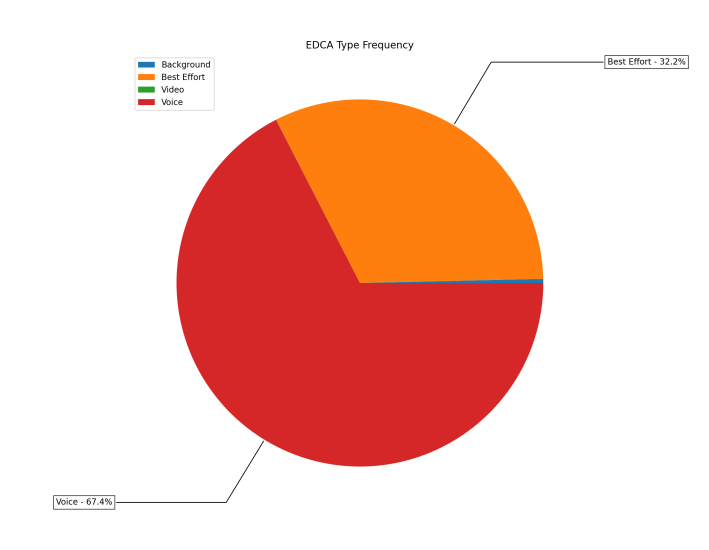 EDCA Type Frequency
Background
Best Effort
Video
Voice
Best Effort - 32.2%
Voice - 67.4%